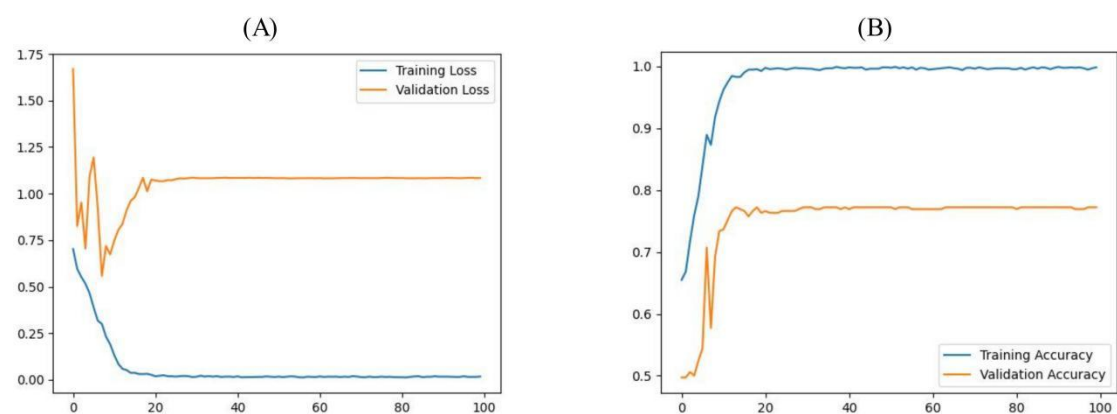 (A)
1.75
1.50
1.25
1.00
0.75
0.50
0.25
0.00
0 20 40 60 80 100
Training Loss
Validation Loss
(B)
1.0
0.9
0.8
0.7
0.6
0.5
0 20 40 60 80 100
Training Accuracy
Validation Accuracy